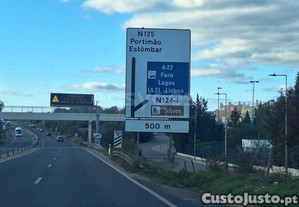 N125
Portimão
Estômbar
A22
Faro
Lagos
(A2) Lisboa
N124-1
Silves
500 m
CustoJusto.pt